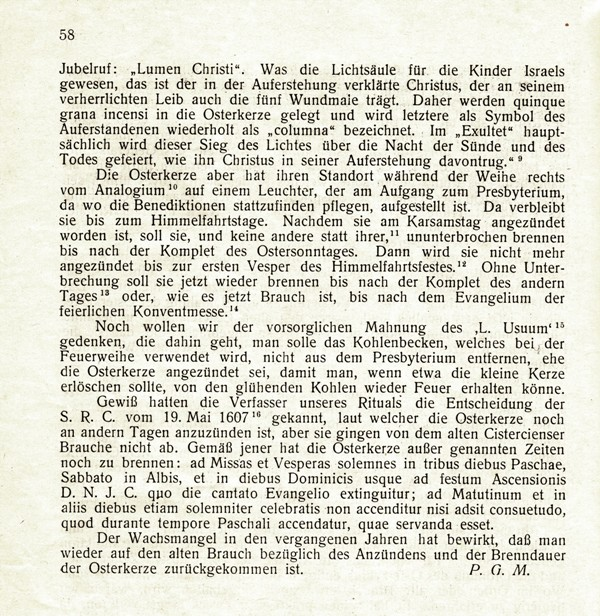 58
Jubelruf: „Lumen Christi“. Was die Lichtsäule für die Kinder Israels
gewesen, das ist der in der Auferstehung verklärte Christus, der an seinem
verherrlichten Leib auch die fünf Wundmaie trägt. Daher werden quinque
grana incensi in die Osterkerze gelegt und wird letztere als Symbol des
Auferstandenen wiederholt als „columna“ bezeichnet. Im „Exultet“ haupt-
sächlich wird dieser Sieg des Lichtes über die Nacht der Sünde und des
Todes gefeiert, wie ihn Christus in seiner Auferstehung davontrug.“ ⁹
Die Osterkerze aber hat ihren Standort während der Weihe rechts
vom Analogium ¹⁰ auf einem Leuchter, der am Aufgang zum Presbyterium,
da wo die Benediktionen stattzufinden pflegen, aufgestellt ist. Da verbleibt
sie bis zum Himmelfahrtstage. Nachdem sie am Karsamstag angezündet
worden ist, soll sie, und keine andere statt ihrer,¹¹ ununterbrochen brennen
bis nach der Komplet des Ostersonntages. Dann wird sie nicht mehr
angezündet bis zur ersten Vesper des Himmelfahrtsfestes.¹² Ohne Unter-
brechung soll sie jetzt wieder brennen bis nach der Komplet des andern
Tages ¹³ oder, wie es jetzt Brauch ist, bis nach dem Evangelium der
feierlichen Konventmesse.¹⁴
Noch wollen wir der vorsorglichen Mahnung des ‚L. Usuum‘ ¹⁵
gedenken, die dahin geht, man solle das Kohlenbecken, welches bei der
Feuerweihe verwendet wird, nicht aus dem Presbyterium entfernen, ehe
die Osterkerze angezündet sei, damit man, wenn etwa die kleine Kerze
erlöschen sollte, von den glühenden Kohlen wieder Feuer erhalten könne.
Gewiß hatten die Verfasser unseres Rituals die Entscheidung der
S. R. C. vom 19. Mai 1607 ¹⁶ gekannt, laut welcher die Osterkerze noch
an andern Tagen anzuzünden ist, aber sie gingen von dem alten Cistercienser
Brauche nicht ab. Gemäß jener hat die Osterkerze außer genannten Zeiten
noch zu brennen: ad Missas et Vesperas solemnes in tribus diebus Paschae,
Sabbato in Albis, et in diebus Dominicis usque ad festum Ascensionis
D. N. J. C. quo die cantato Evangelio extinguitur; ad Matutinum et in
aliis diebus etiam solemniter celebratis non accenditur nisi adsit consuetudo,
quod durante tempore Paschali accendatur, quae servanda esset.
Der Wachsmangel in den vergangenen Jahren hat bewirkt, daß man
wieder auf den alten Brauch bezüglich des Anzündens und der Brenndauer
der Osterkerze zurückgekommen ist. P. G. M.